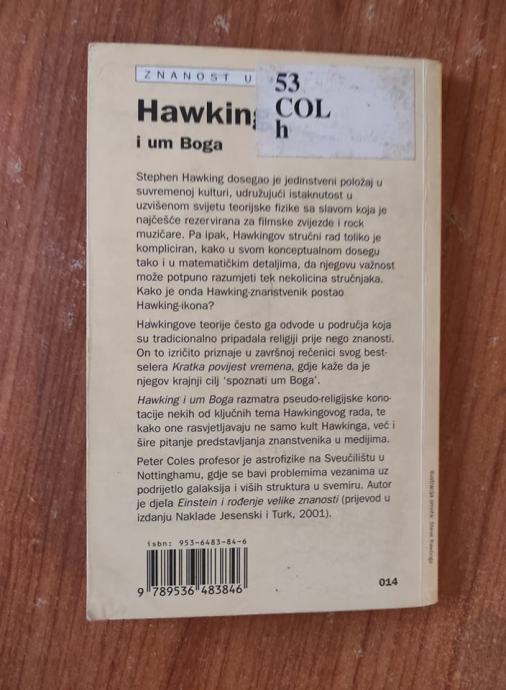 ZNANOST U
53
COL
h
Hawking
i um Boga
Stephen Hawking dosegao je jedinstveni položaj u
suvremenoj kulturi, udružujući istaknutost u
uzvišenom svijetu teorijske fizike sa slavom koja je
najčešće rezervirana za filmske zvijezde i rock
muzičare. Pa ipak, Hawkingov stručni rad toliko je
kompliciran, kako u svom konceptualnom dosegu
tako i u matematičkim detaljima, da njegovu važnost
može potpuno razumjeti tek nekolicina stručnjaka.
Kako je onda Hawking-znanstvenik postao
Hawking-ikona?
Hawkingove teorije često ga odvode u područja koja
su tradicionalno pripadala religiji prije nego znanosti.
On to izričito priznaje u završnoj rečenici svog best-
selera Kratka povijest vremena, gdje kaže da je
njegov krajnji cilj ‘spoznati um Boga’.
Hawking i um Boga razmatra pseudo-religijske kono-
tacije nekih od ključnih tema Hawkingovog rada, te
kako one rasvjetljavaju ne samo kult Hawkinga, već i
šire pitanje predstavljanja znanstvenika u medijima.
Peter Coles profesor je astrofizike na Sveučilištu u
Nottinghamu, gdje se bavi problemima vezanima uz
podrijetlo galaksija i viših struktura u svemiru. Autor
je djela Einstein i rođenje velike znanosti (prijevod u
izdanju Naklade Jesenski i Turk, 2001).
isbn: 953-6483-84-6
9 789536 483846
014